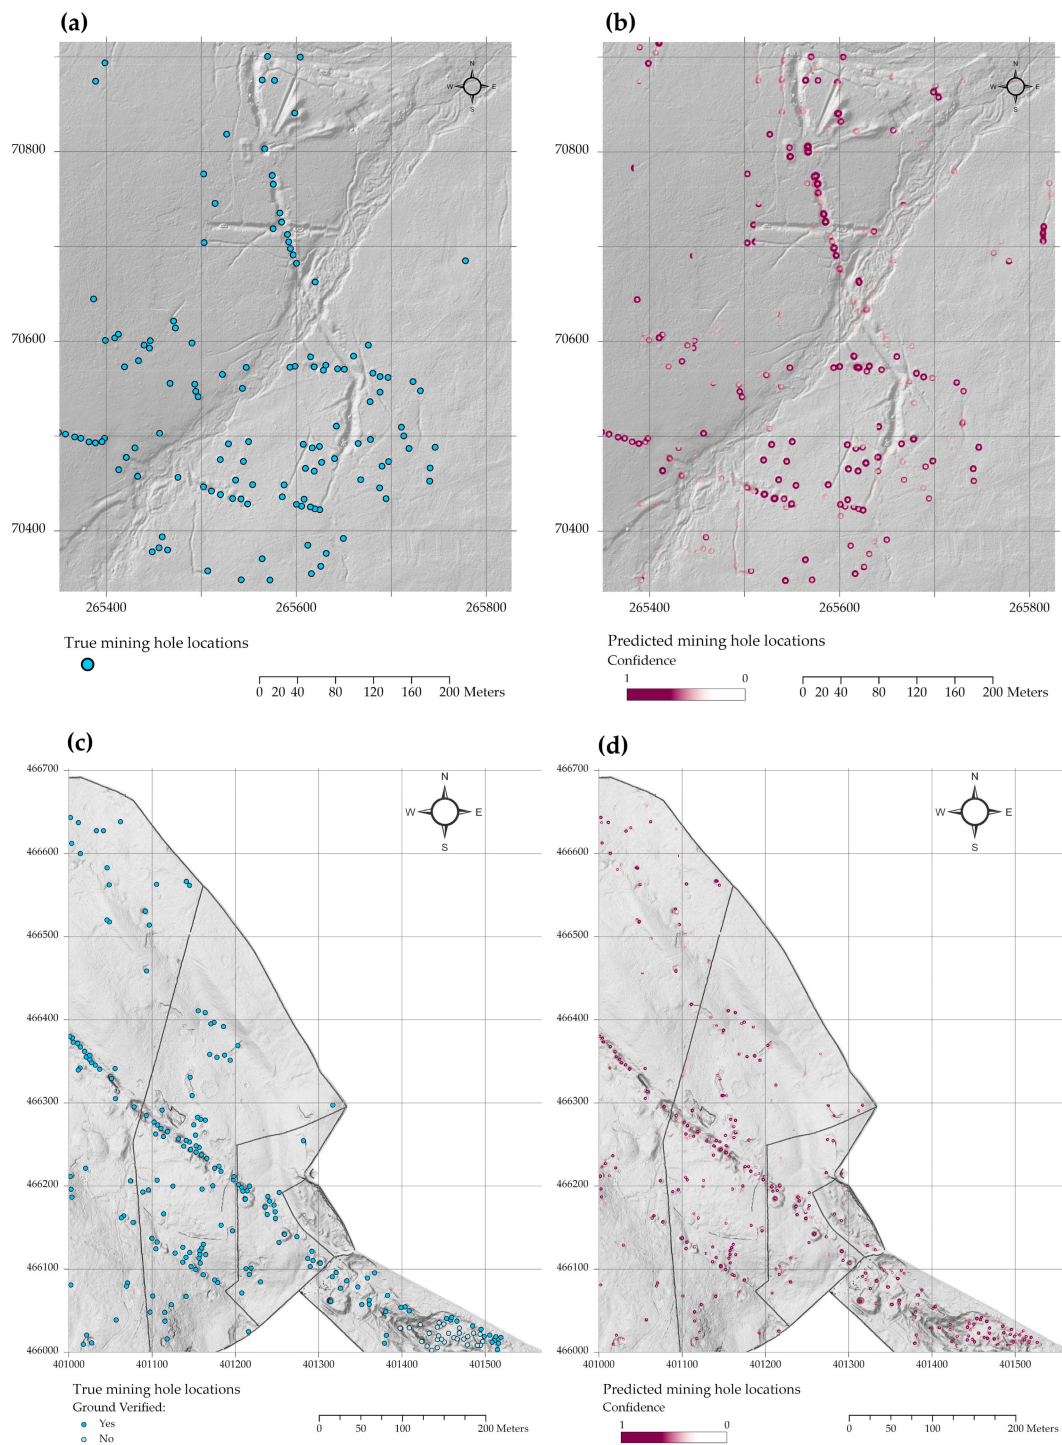 (a)
(b)
N
W E
S
N
W E
S
70800
70800
70600
70600
70400
70400
265400 265600 265800
265400 265600 265800
True mining hole locations
0 20 40 80 120 160 200 Meters
Predicted mining hole locations
Confidence
1 0
0 20 40 80 120 160 200 Meters
(c)
(d)
466700
466600
466500
466400
466300
466200
466100
466000
N
W E
S
401000 401100 401200 401300 401400 401500
466700
466600
466500
466400
466300
466200
466100
466000
N
W E
S
401000 401100 401200 401300 401400 401500
True mining hole locations
Ground Verified:
Yes
No
0 50 100 200 Meters
Predicted mining hole locations
Confidence
1 0
0 50 100 200 Meters